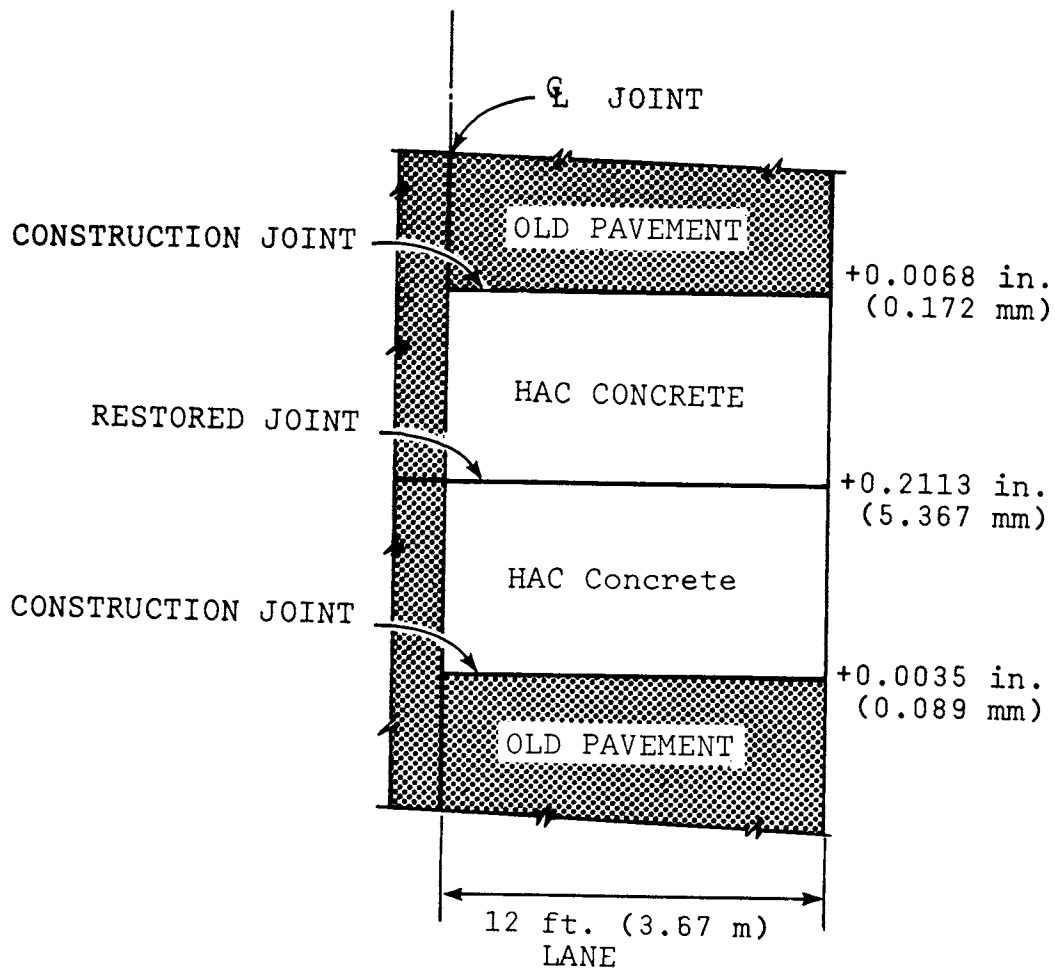 ℄ JOINT
OLD PAVEMENT
CONSTRUCTION JOINT
+0.0068 in.
(0.172 mm)
HAC CONCRETE
RESTORED JOINT
+0.2113 in.
(5.367 mm)
HAC Concrete
CONSTRUCTION JOINT
+0.0035 in.
(0.089 mm)
OLD PAVEMENT
12 ft. (3.67 m)
LANE